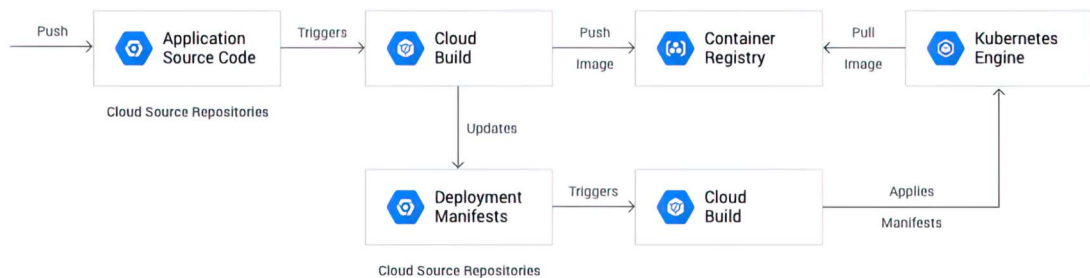 Push
Application
Source Code
Triggers
Cloud
Build
Push
Image
Container
Registry
Pull
Image
Kubernetes
Engine
Cloud Source Repositories
Updates
Deployment
Manifests
Triggers
Cloud
Build
Applies
Manifests
Cloud Source Repositories